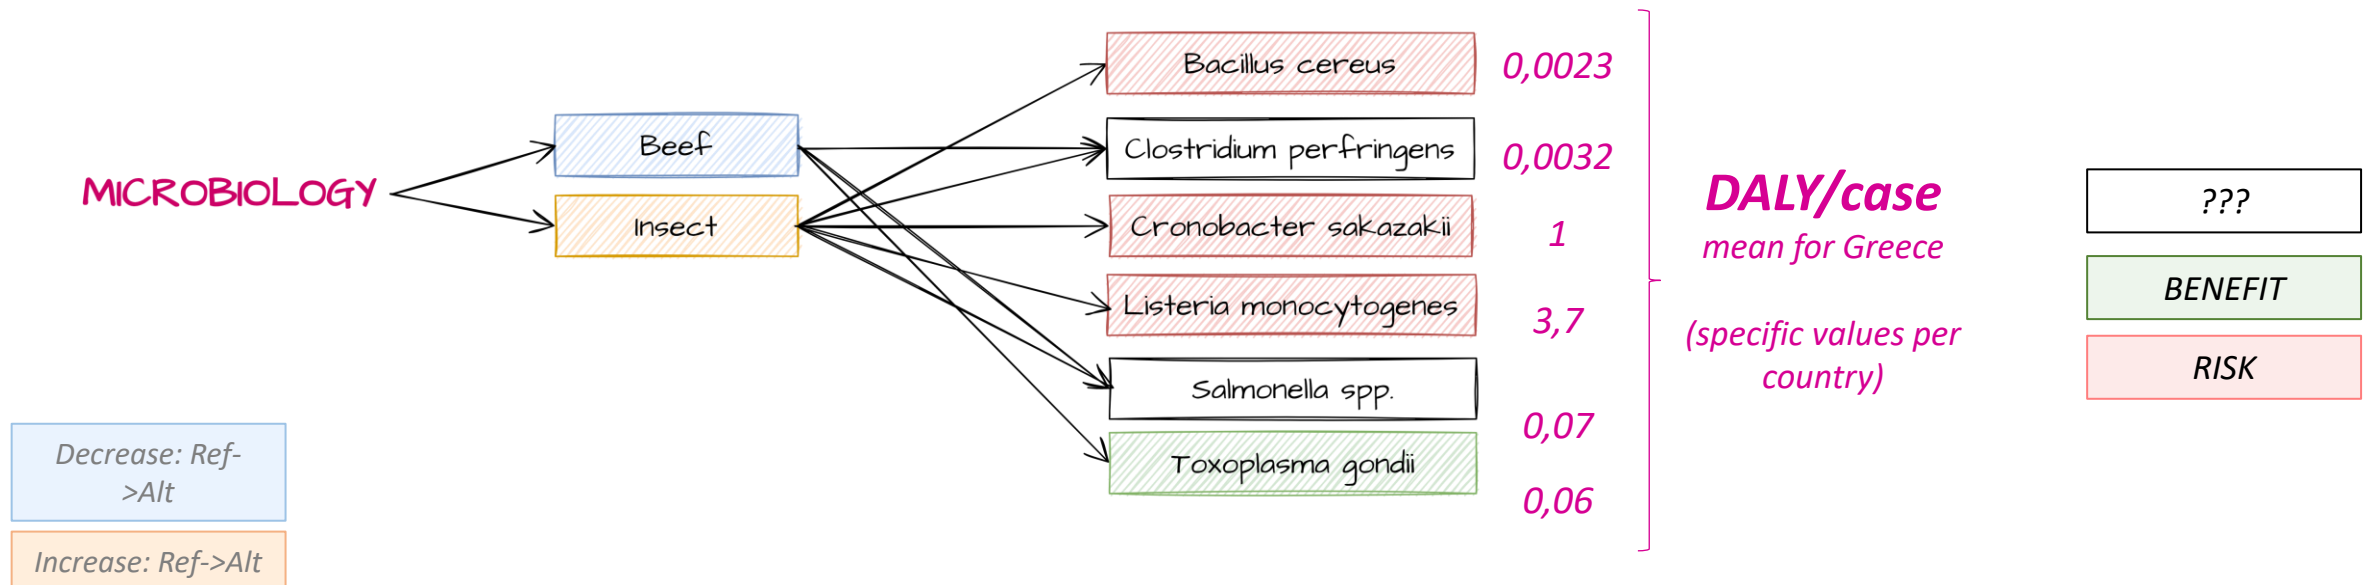 MICROBIOLOGY
Beef
Insect
Decrease: Ref-
>Alt
Increase: Ref->Alt
Bacillus cereus
0,0023
Clostridium perfringens
0,0032
Cronobacter sakazakii
1
Listeria monocytogenes
3,7
Salmonella spp.
0,07
Toxoplasma gondii
0,06
DALY/case
mean for Greece
(specific values per
country)
???
BENEFIT
RISK